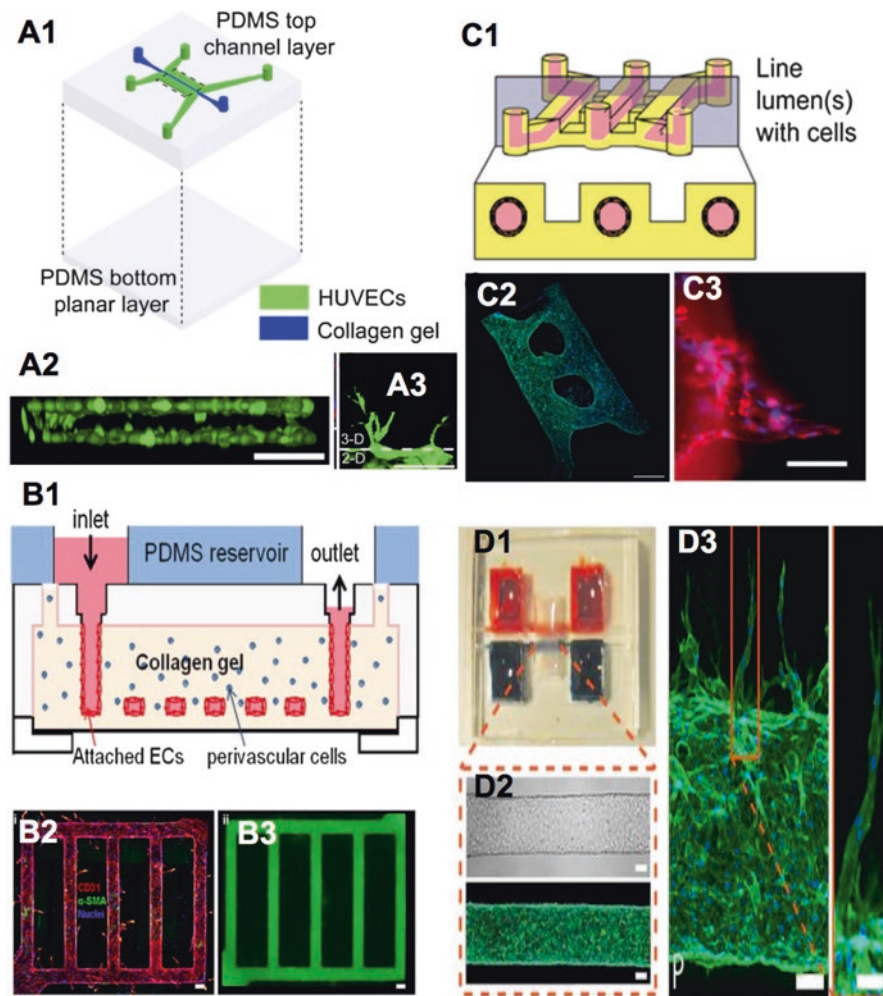 A1
PDMS top
channel layer
PDMS bottom
planar layer
HUVECs
Collagen gel
A2
A3
3-D
2-D
C1
Line
lumen(s)
with cells
C2
C3
B1
inlet
PDMS reservoir
outlet
Collagen gel
Attached ECs
perivascular cells
i
B2
CD31
α-SMA
Nuclei
ii
B3
D1
D2
D3
p